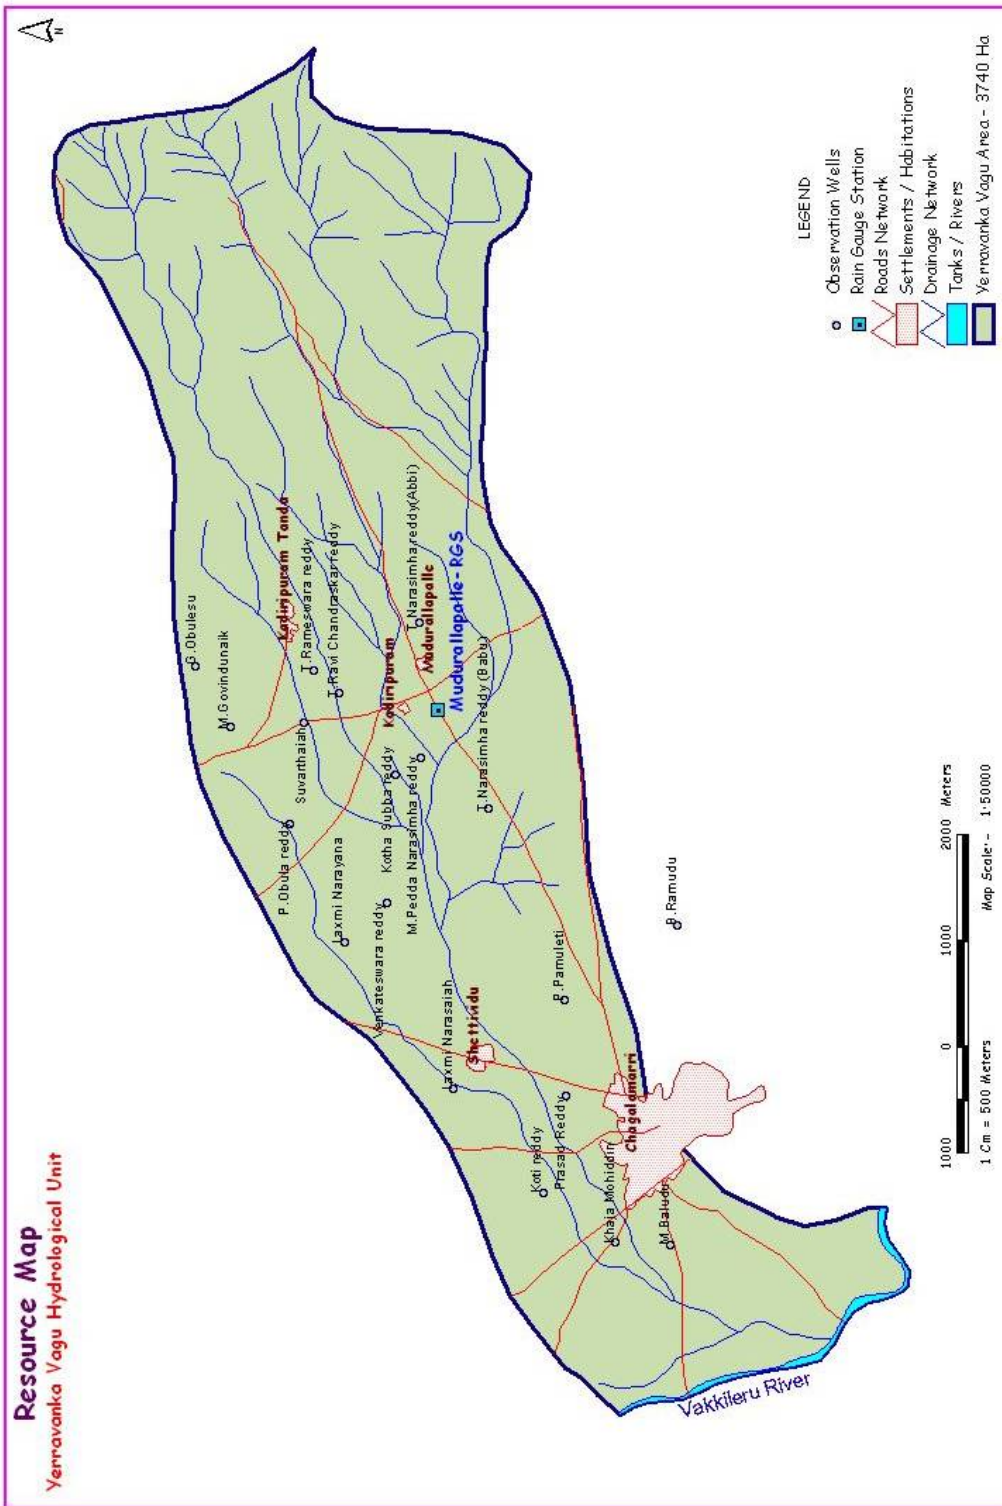 Resource Map
Yerravanka Vagu Hydrological Unit
N
G.Obulesu
M.Govindunaik
Kadiripuram Tanda
T.Rameswara reddy
T.Ravi Chandraskar reddy
Suvarthaiah
P.Obula reddy
Laxmi Narayana
Kadiripuram
T.Narasimha reddy(Abbi)
Mudurallapalle
Mudurallapalle-RGS
Kotha Subba reddy
M.Pedda Narasimha reddy
T.Narasimha reddy (Babu)
Venkateswara reddy
Laxmi Narasaiah
Shettividu
P.Pamuleti
B.Ramudu
Koti reddy
Prasad Reddy
Chagalamarri
Khaja Mohiddin
M.Baludu
Vakkileru River
LEGEND
Observation Wells
Rain Gauge Station
Roads Network
Settlements / Habitations
Drainage Network
Tanks / Rivers
Yerravanka Vagu Area - 3740 Ha
1000 0 1000 2000 Meters
1 Cm = 500 Meters Map Scale:- 1:50000